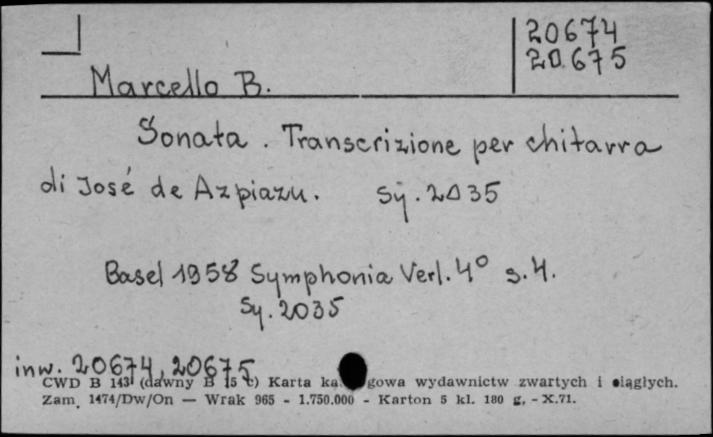 20674
20675
Marcello B.
Sonata. Transcrizione per chitarra
di José de Azpiazu. Sy. 2035
Basel 1958 Symphonia Verl. 4° s. 4.
Sy. 2035
inw. 20674, 20675
CWD B 143 (dawny B 15 c) Karta ka gowa wydawnictw zwartych i ciągłych.
Zam. 1474/Dw/On — Wrak 965 - 1.750.000 - Karton 5 kl. 180 g. - X.71.